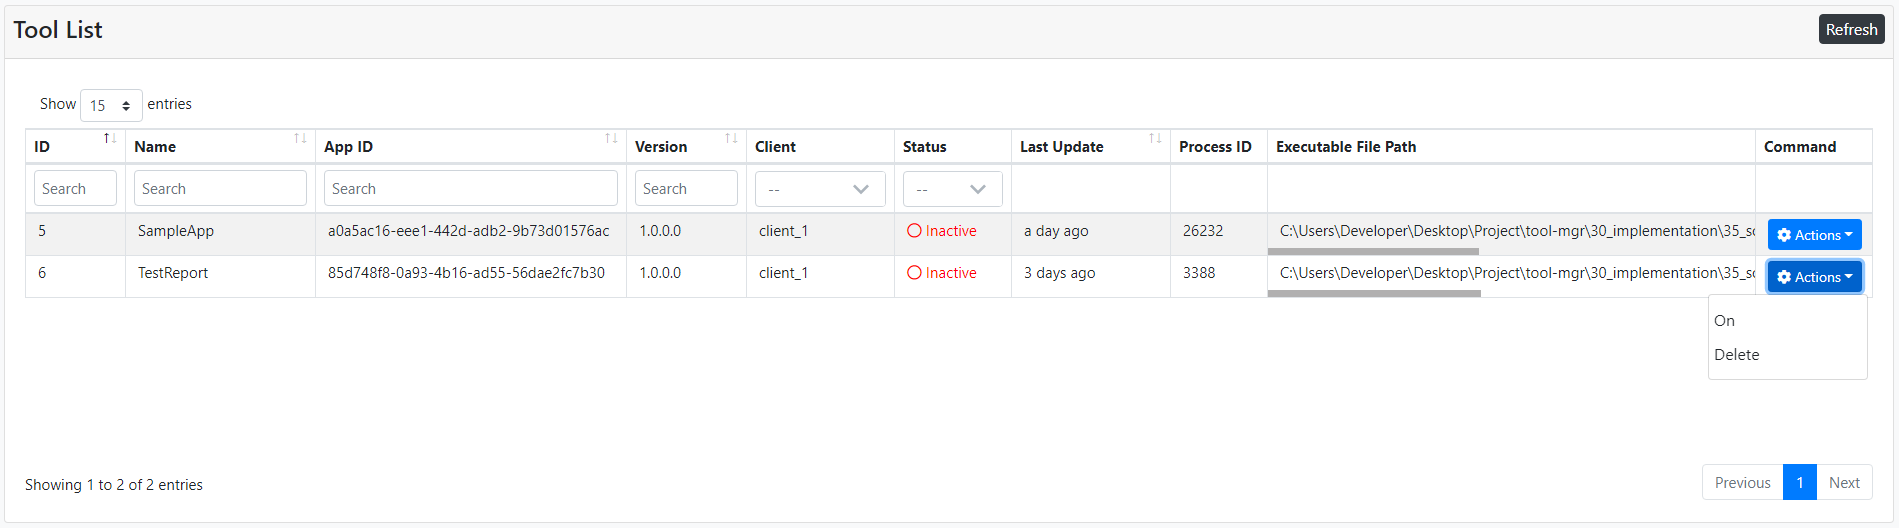 Tool List
Refresh
Show 15 entries
ID Name App ID Version Client Status Last Update Process ID Executable File Path Command
Search Search Search Search -- --
5 SampleApp a0a5ac16-eee1-442d-adb2-9b73d01576ac 1.0.0.0 client_1 Inactive a day ago 26232 C:\Users\Developer\Desktop\Project\tool-mgr\30_implementation\35_sc Actions
6 TestReport 85d748f8-0a93-4b16-ad55-56dae2fc7b30 1.0.0.0 client_1 Inactive 3 days ago 3388 C:\Users\Developer\Desktop\Project\tool-mgr\30_implementation\35_sc Actions
On
Delete
Showing 1 to 2 of 2 entries
Previous 1 Next